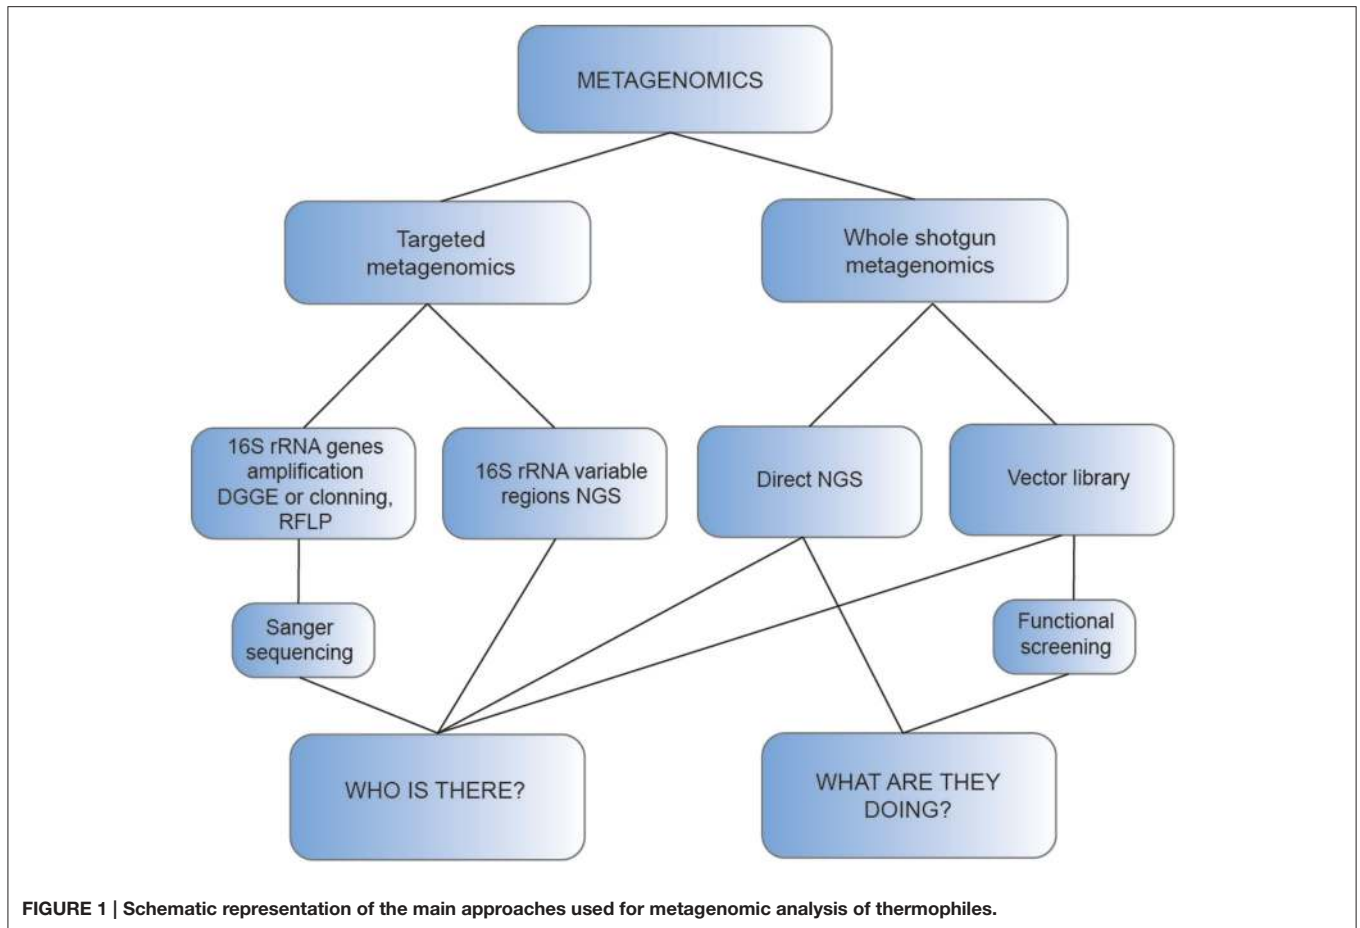 METAGENOMICS
Targeted
metagenomics
Whole shotgun
metagenomics
16S rRNA genes
amplification
DGGE or clonning,
RFLP
16S rRNA variable
regions NGS
Direct NGS
Vector library
Sanger
sequencing
Functional
screening
WHO IS THERE?
WHAT ARE THEY
DOING?
FIGURE 1 | Schematic representation of the main approaches used for metagenomic analysis of thermophiles.